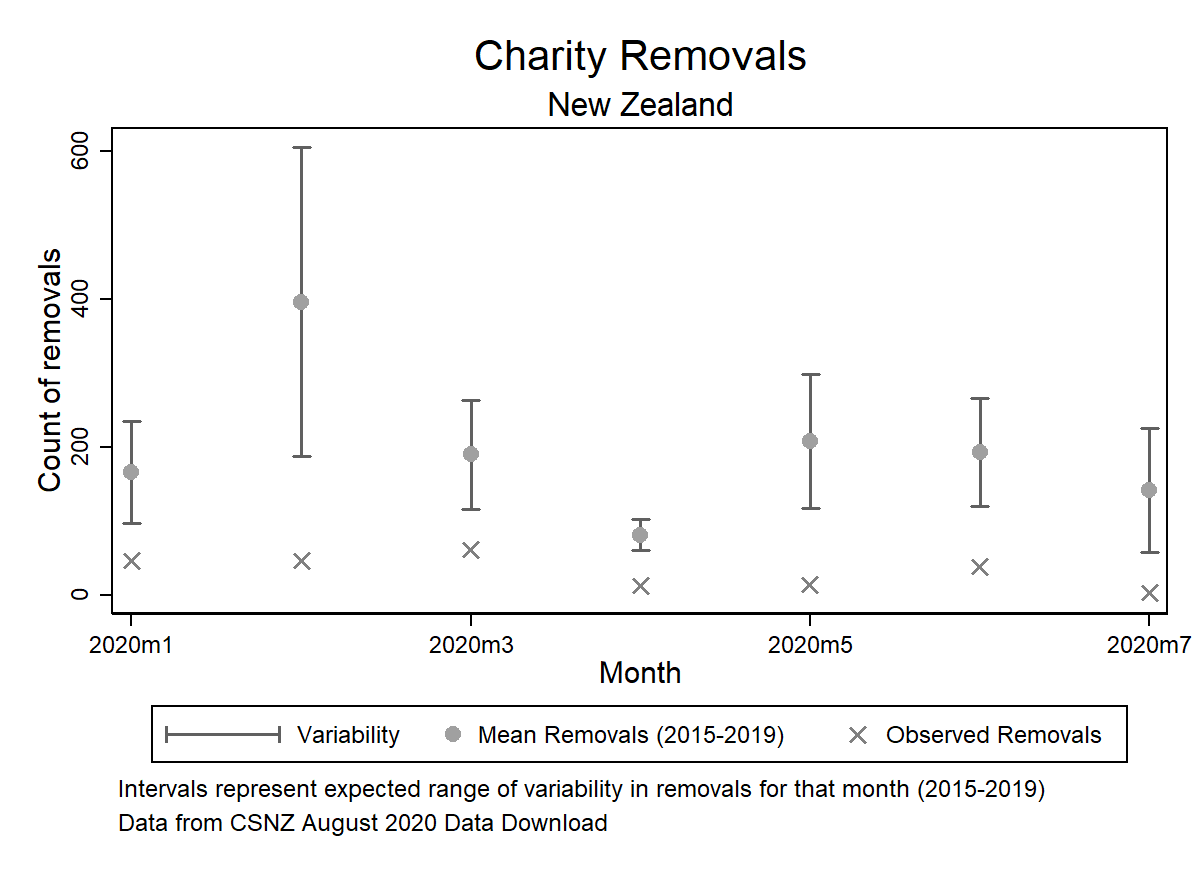 Charity Removals
New Zealand
Count of removals
600
400
200
0
2020m1 2020m3 2020m5 2020m7
Month
Variability Mean Removals (2015-2019) Observed Removals
Intervals represent expected range of variability in removals for that month (2015-2019)
Data from CSNZ August 2020 Data Download